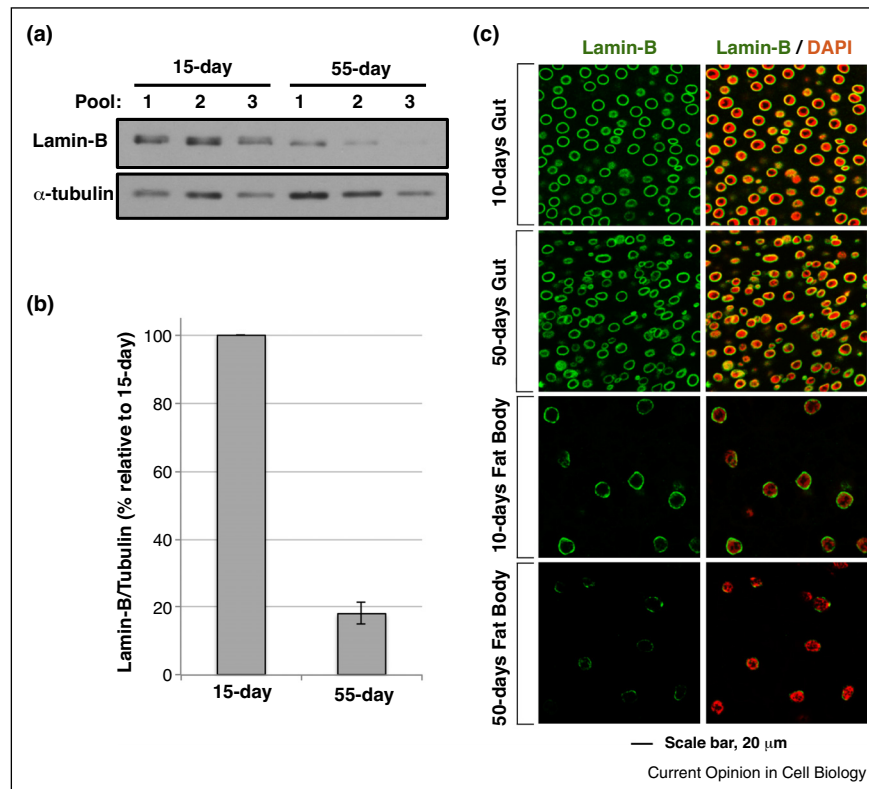 (a)
15-day 55-day
Pool: 1 2 3 1 2 3
Lamin-B
α-tubulin
(b)
Lamin-B/Tubulin (% relative to 15-day)
100
80
60
40
20
0
15-day 55-day
(c)
Lamin-B Lamin-B / DAPI
10-days Gut
50-days Gut
10-days Fat Body
50-days Fat Body
Scale bar, 20 μm
Current Opinion in Cell Biology